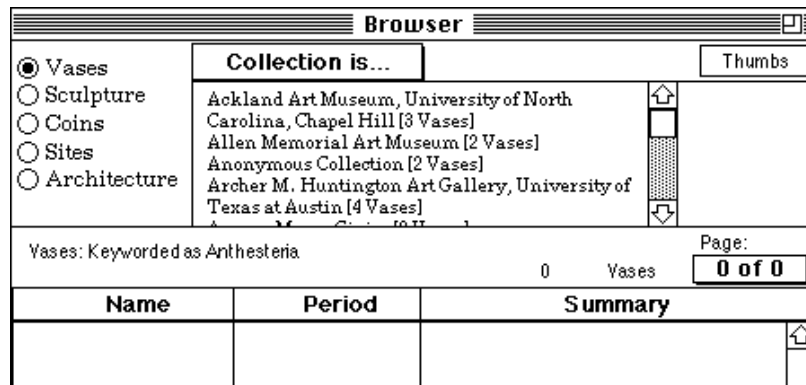 Browser
Collection is...
Thumbs
Vases
Sculpture
Coins
Sites
Architecture
Ackland Art Museum, University of North
Carolina, Chapel Hill [3 Vases]
Allen Memorial Art Museum [2 Vases]
Anonymous Collection [2 Vases]
Archer M. Huntington Art Gallery, University of
Texas at Austin [4 Vases]
Vases: Keyworded as Anthesteria
0 Vases
Page:
0 of 0
Name Period Summary